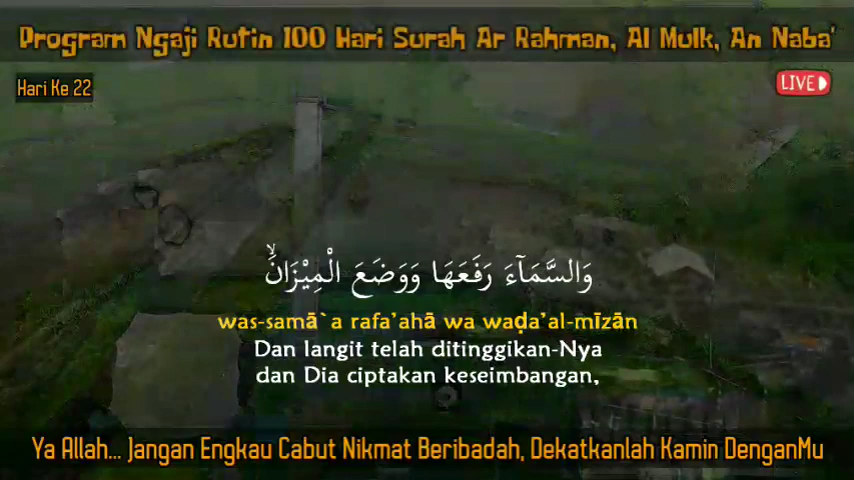 Program Ngaji Rutin 100 Hari Surah Ar Rahman, Al Mulk, An Naba'
Hari Ke 22
LIVE
وَالسَّمَاۤءَ رَفَعَهَا وَوَضَعَ الْمِيْزَانَۙ
was-samā`a rafa'ahā wa waḍa'al-mīzān
Dan langit telah ditinggikan-Nya
dan Dia ciptakan keseimbangan,
Ya Allah... Jangan Engkau Cabut Nikmat Beribadah, Dekatkanlah Kamin DenganMu